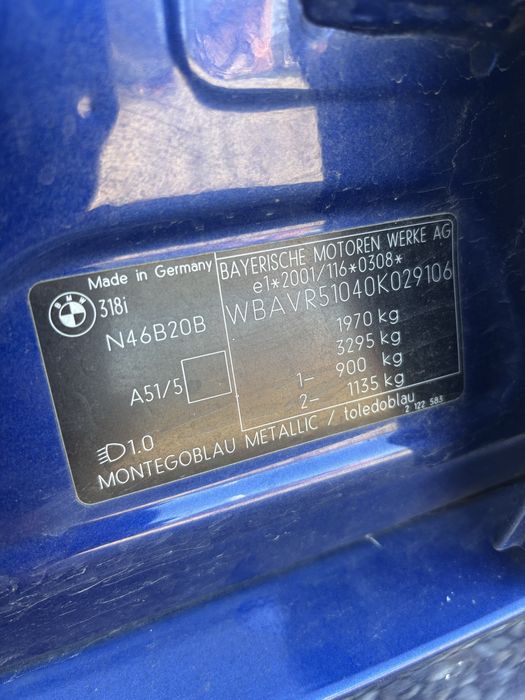 Made in Germany
BMW
318i
N46B20B
A51/5
1.0
BAYERISCHE MOTOREN WERKE AG
e1*2001/116*0308*
WBAVR51040K029106
1970 kg
3295 kg
1– 900 kg
2– 1135 kg
MONTEGOBLAU METALLIC / toledoblau
2 122 583